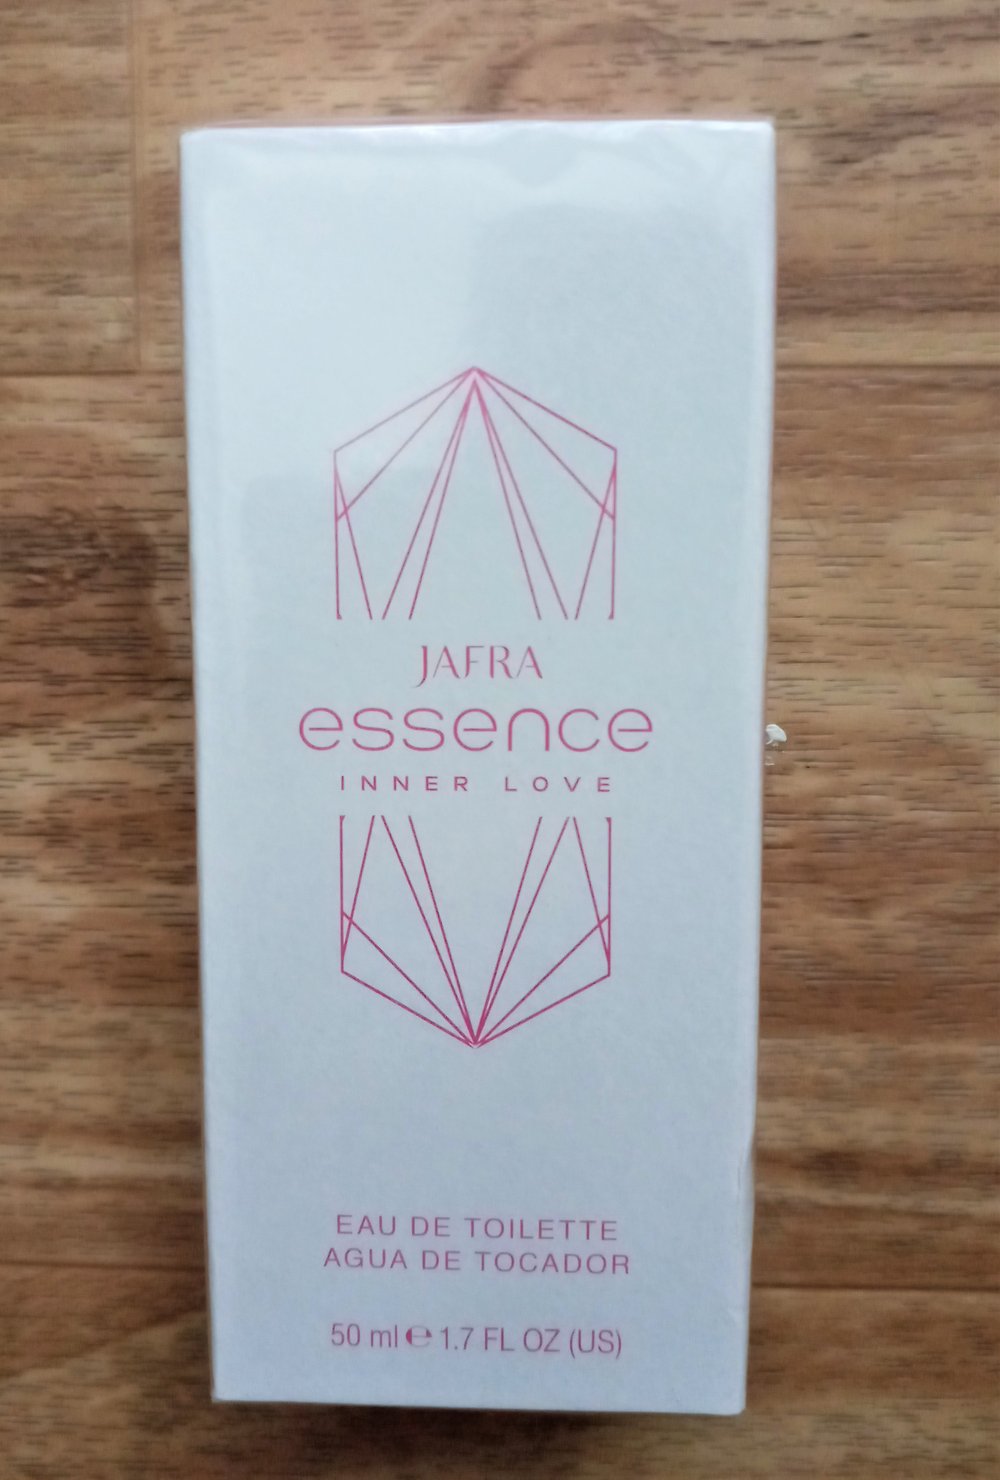 JAFRA
essence
INNER LOVE
EAU DE TOILETTE
AGUA DE TOCADOR
50 ml ℮ 1.7 FL OZ (US)